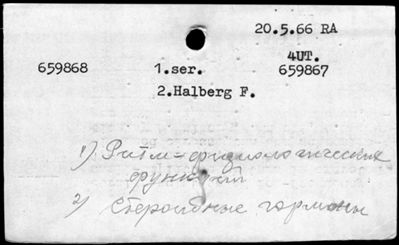 20.5.66 RA
4UT.
659868 1.ser. 659867
2.Halberg F.
1) Ритм-физиологических
функций
2) Стероидные гормоны